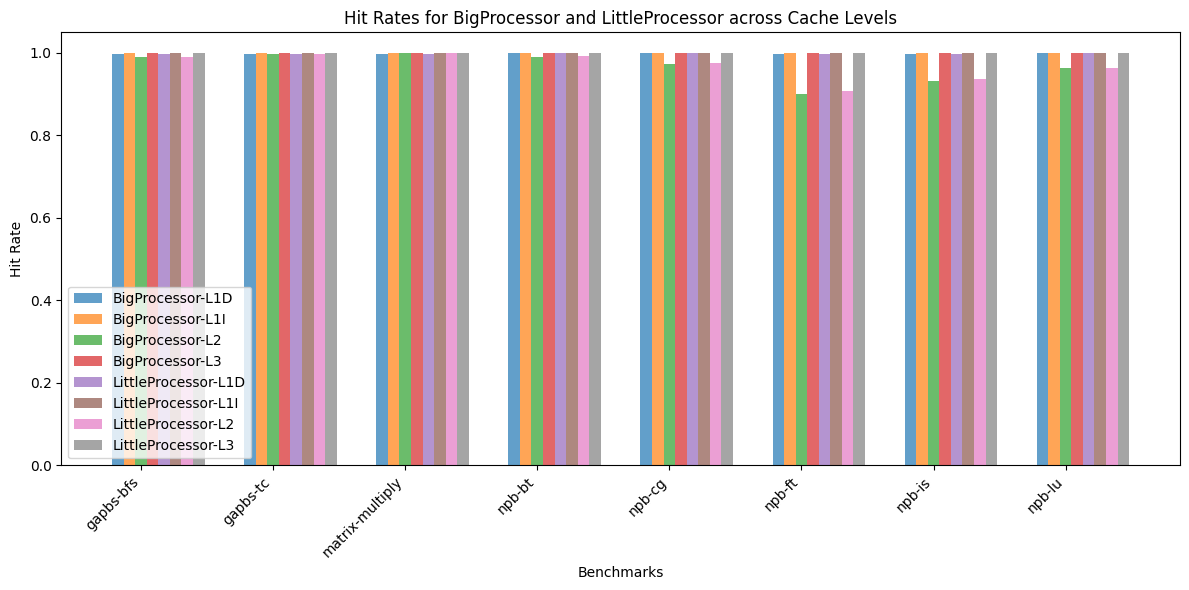 Hit Rates for BigProcessor and LittleProcessor across Cache Levels
Hit Rate
1.0
0.8
0.6
0.4
0.2
0.0
BigProcessor-L1D
BigProcessor-L1I
BigProcessor-L2
BigProcessor-L3
LittleProcessor-L1D
LittleProcessor-L1I
LittleProcessor-L2
LittleProcessor-L3
gapbs-bfs
gapbs-tc
matrix-multiply
npb-bt
npb-cg
npb-ft
npb-is
npb-lu
Benchmarks